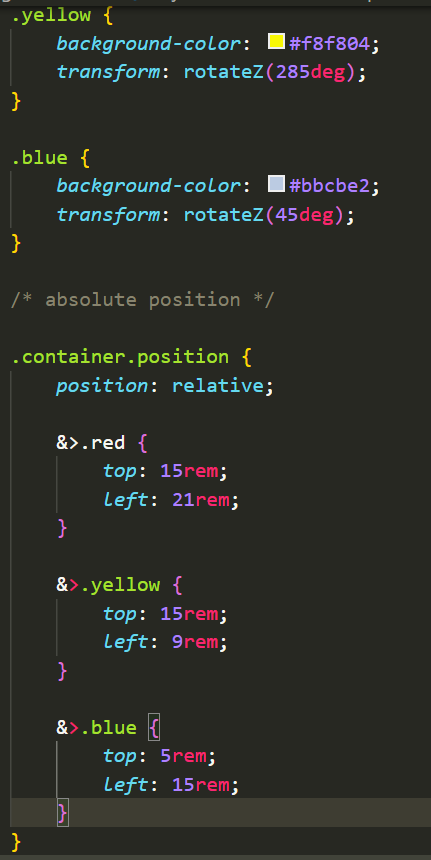 .yellow {
background-color: #f8f804;
transform: rotateZ(285deg);
}
.blue {
background-color: #bbcbe2;
transform: rotateZ(45deg);
}
/* absolute position */
.container.position {
position: relative;
&>.red {
top: 15rem;
left: 21rem;
}
&>.yellow {
top: 15rem;
left: 9rem;
}
&>.blue {
top: 5rem;
left: 15rem;
}
}